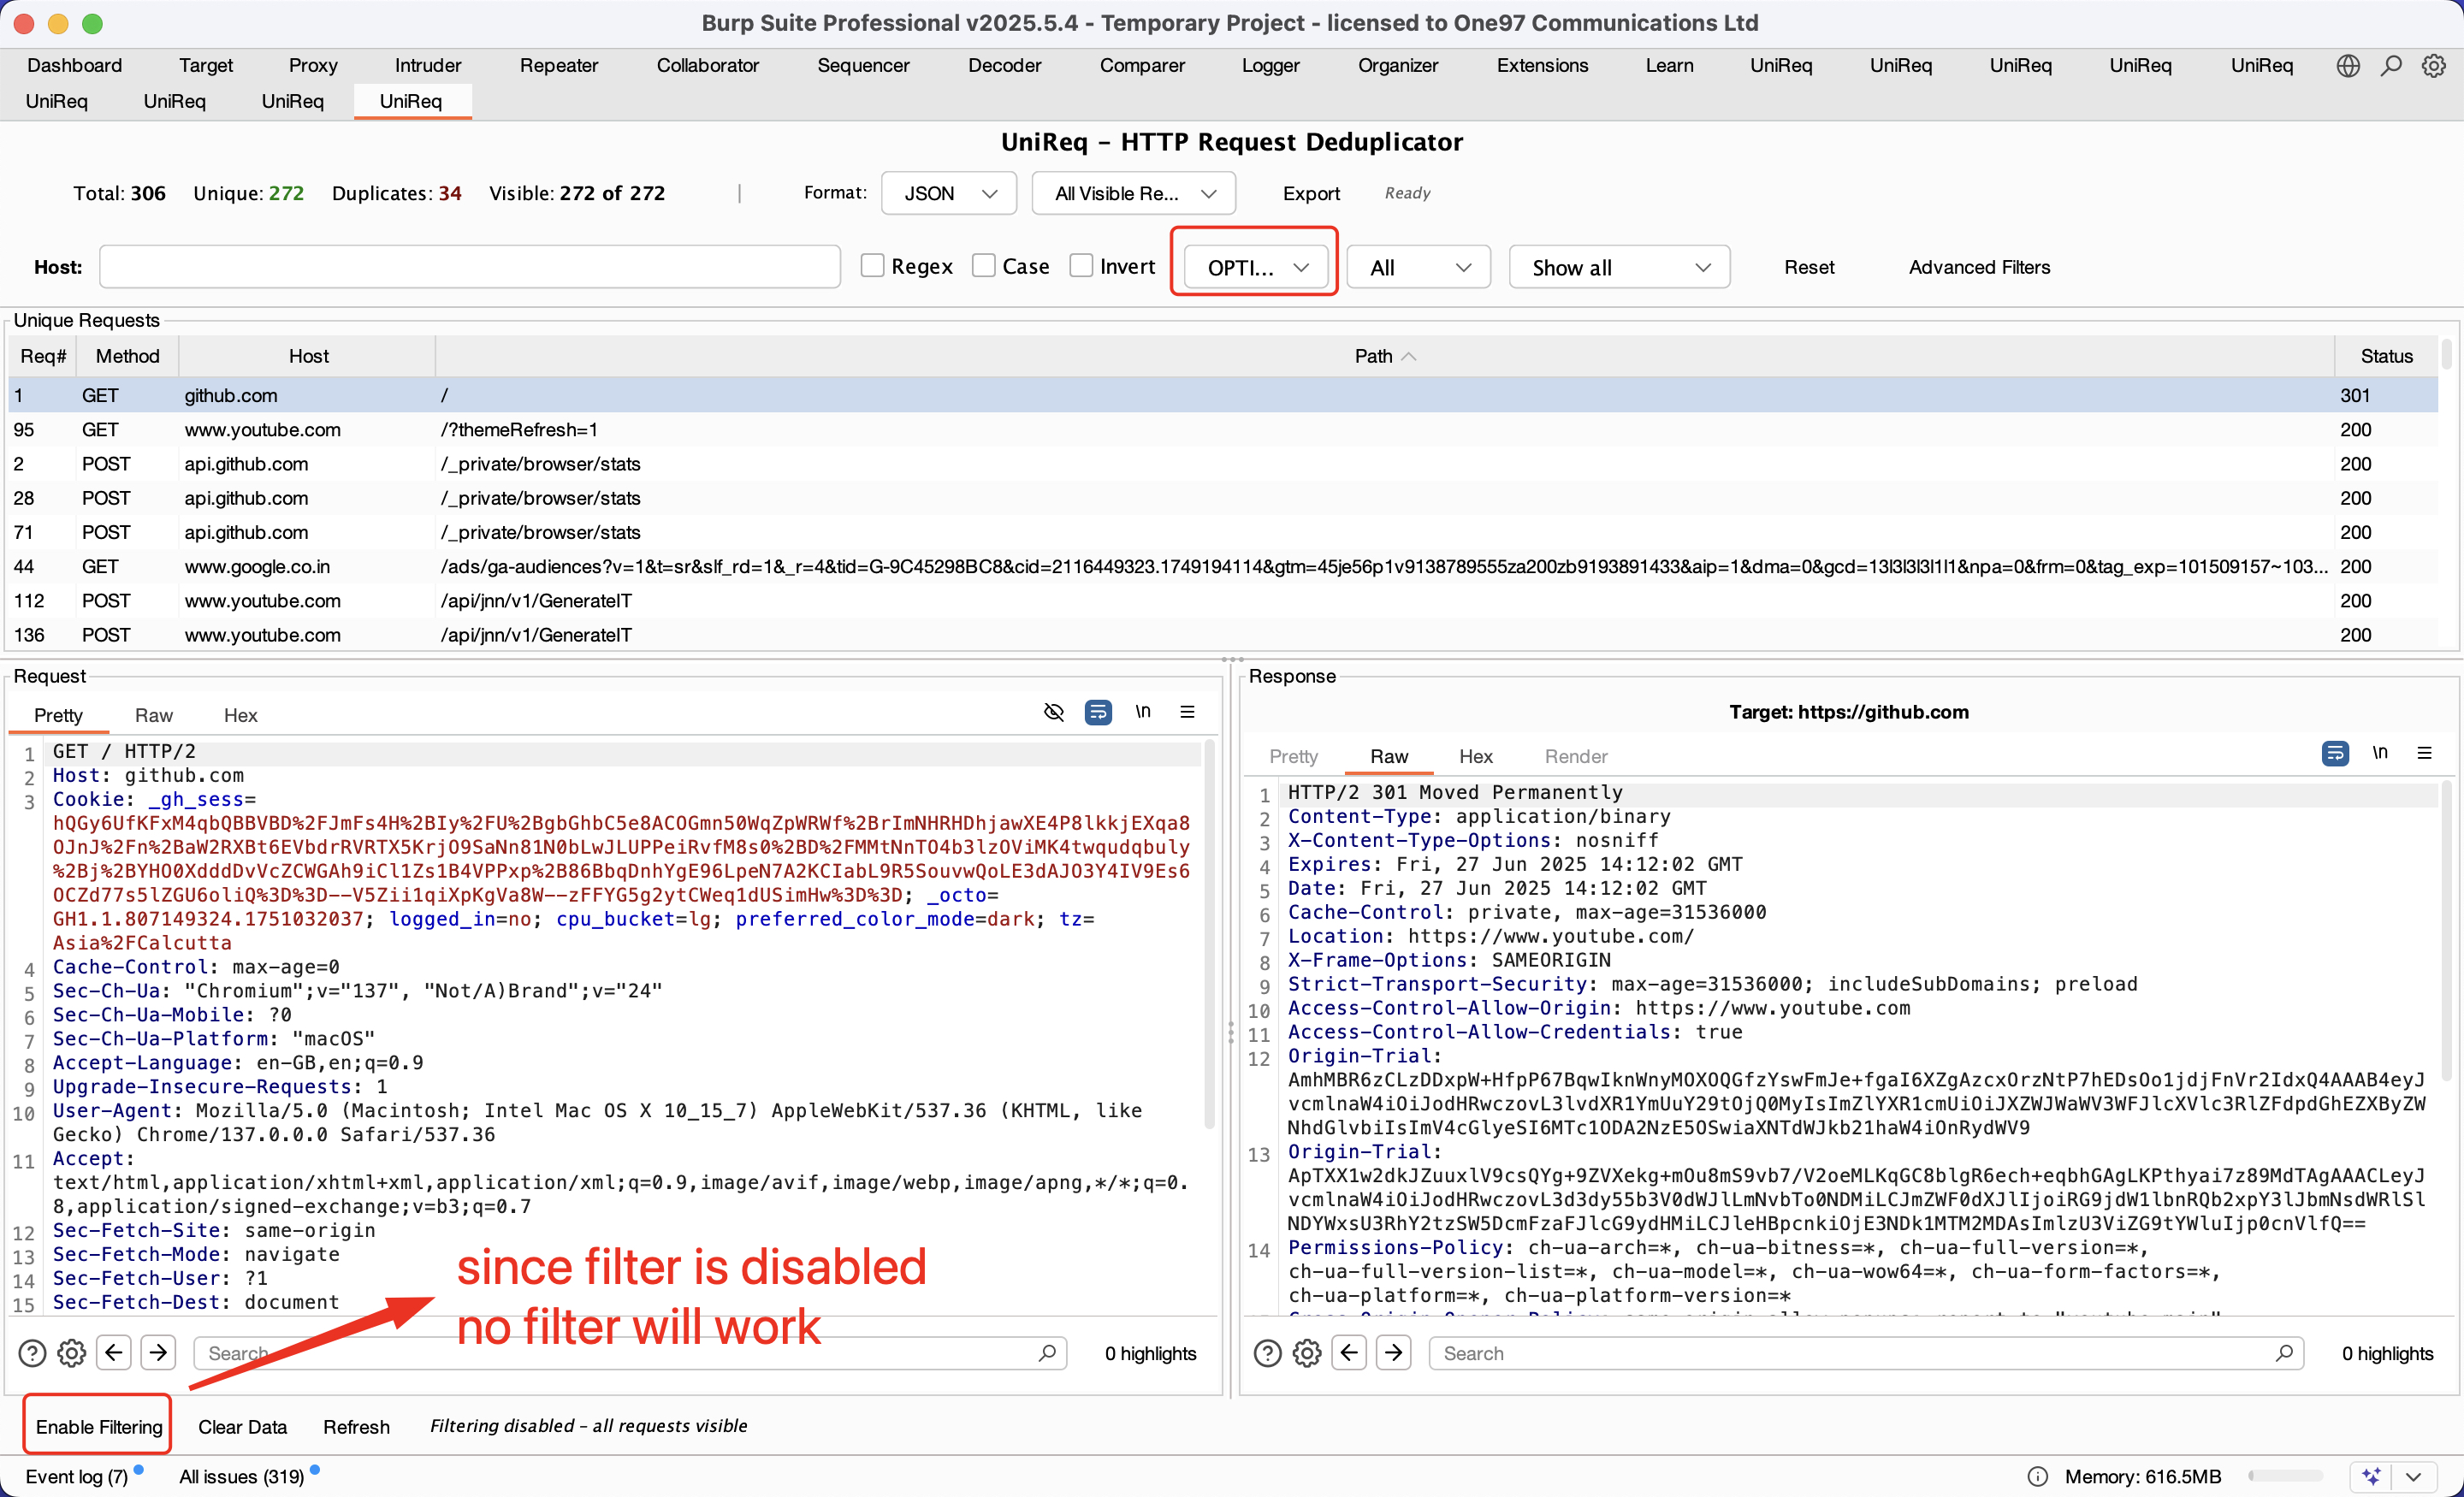 Burp Suite Professional v2025.5.4 - Temporary Project - licensed to One97 Communications Ltd
Dashboard Target Proxy Intruder Repeater Collaborator Sequencer Decoder Comparer Logger Organizer Extensions Learn UniReq UniReq UniReq UniReq UniReq
UniReq UniReq UniReq UniReq
UniReq – HTTP Request Deduplicator
Total: 306 Unique: 272 Duplicates: 34 Visible: 272 of 272 | Format: JSON All Visible Re... Export Ready
Host: Regex Case Invert OPTI... All Show all Reset Advanced Filters
Unique Requests
Req# Method Host Path Status
1 GET github.com / 301
95 GET www.youtube.com /?themeRefresh=1 200
2 POST api.github.com /_private/browser/stats 200
28 POST api.github.com /_private/browser/stats 200
71 POST api.github.com /_private/browser/stats 200
44 GET www.google.co.in /ads/ga-audiences?v=1&t=sr&slf_rd=1&_r=4&tid=G-9C45298BC8&cid=2116449323.1749194114&gtm=45je56p1v9138789555za200zb9193891433&aip=1&dma=0&gcd=13l3l3l3l1l1&npa=0&frm=0&tag_exp=101509157~103... 200
112 POST www.youtube.com /api/jnn/v1/GenerateIT 200
136 POST www.youtube.com /api/jnn/v1/GenerateIT 200
Request
Pretty Raw Hex \n
1 GET / HTTP/2
2 Host: github.com
3 Cookie: _gh_sess=
hQGy6UfKFxM4qbQBBVBD%2FJmFs4H%2BIy%2FU%2BgbGhbC5e8ACOGmn50WqZpWRWf%2BrImNHRHDhjawXE4P8lkkjEXqa8
OJnJ%2Fn%2BaW2RXBt6EVbdrRVRTX5KrjO9SaNn81N0bLwJLUPPeiRvfM8s0%2BD%2FMMtNnTO4b3lzOViMK4twqudqbuly
%2Bj%2BYHO0XdddDvVcZCWGAh9iCl1Zs1B4VPPxp%2B86BbqDnhYgE96LpeN7A2KCIabL9R5SouvwQoLE3dAJO3Y4IV9Es6
OCZd77s5lZGU6oliQ%3D%3D--V5Zii1qiXpKgVa8W--zFFYG5g2ytCWeq1dUSimHw%3D%3D; _octo=
GH1.1.807149324.1751032037; logged_in=no; cpu_bucket=lg; preferred_color_mode=dark; tz=
Asia%2FCalcutta
4 Cache-Control: max-age=0
5 Sec-Ch-Ua: "Chromium";v="137", "Not/A)Brand";v="24"
6 Sec-Ch-Ua-Mobile: ?0
7 Sec-Ch-Ua-Platform: "macOS"
8 Accept-Language: en-GB,en;q=0.9
9 Upgrade-Insecure-Requests: 1
10 User-Agent: Mozilla/5.0 (Macintosh; Intel Mac OS X 10_15_7) AppleWebKit/537.36 (KHTML, like
Gecko) Chrome/137.0.0.0 Safari/537.36
11 Accept:
text/html,application/xhtml+xml,application/xml;q=0.9,image/avif,image/webp,image/apng,*/*;q=0.
8,application/signed-exchange;v=b3;q=0.7
12 Sec-Fetch-Site: same-origin
13 Sec-Fetch-Mode: navigate
14 Sec-Fetch-User: ?1
15 Sec-Fetch-Dest: document
since filter is disabled
no filter will work
Search 0 highlights
Response
Target: https://github.com
Pretty Raw Hex Render \n
1 HTTP/2 301 Moved Permanently
2 Content-Type: application/binary
3 X-Content-Type-Options: nosniff
4 Expires: Fri, 27 Jun 2025 14:12:02 GMT
5 Date: Fri, 27 Jun 2025 14:12:02 GMT
6 Cache-Control: private, max-age=31536000
7 Location: https://www.youtube.com/
8 X-Frame-Options: SAMEORIGIN
9 Strict-Transport-Security: max-age=31536000; includeSubDomains; preload
10 Access-Control-Allow-Origin: https://www.youtube.com
11 Access-Control-Allow-Credentials: true
12 Origin-Trial:
AmhMBR6zCLzDDxpW+HfpP67BqwIknWnyMOXOQGfzYswFmJe+fgaI6XZgAzcxOrzNtP7hEDsOo1jdjFnVr2IdxQ4AAAB4eyJ
vcmlnaW4iOiJodHRwczovL3lvdXR1YmUuY29tOjQ0MyIsImZlYXR1cmUiOiJXZWJWaWV3WFJlcXVlc3RlZFdpdGhEZXByZW
NhdGlvbiIsImV4cGlyeSI6MTc1ODA2NzE5OSwiaXNTdWJkb21haW4iOnRydWV9
13 Origin-Trial:
ApTXX1w2dkJZuuxlV9csQYg+9ZVXekg+mOu8mS9vb7/V2oeMLKqGC8blgR6ech+eqbhGAgLKPthyai7z89MdTAgAAACLeyJ
vcmlnaW4iOiJodHRwczovL3d3dy55b3V0dWJlLmNvbTo0NDMiLCJmZWF0dXJlIjoiRG9jdW1lbnRQb2xpY3lJbmNsdWRlSl
NDYWxsU3RhY2tzSW5DcmFzaFJlcG9ydHMiLCJleHBpcnkiOjE3NDk1MTM2MDAsImlzU3ViZG9tYWluIjp0cnVlfQ==
14 Permissions-Policy: ch-ua-arch=*, ch-ua-bitness=*, ch-ua-full-version=*,
ch-ua-full-version-list=*, ch-ua-model=*, ch-ua-wow64=*, ch-ua-form-factors=*,
ch-ua-platform=*, ch-ua-platform-version=*
Search 0 highlights
Enable Filtering Clear Data Refresh Filtering disabled – all requests visible
Event log (7) All issues (319) Memory: 616.5MB